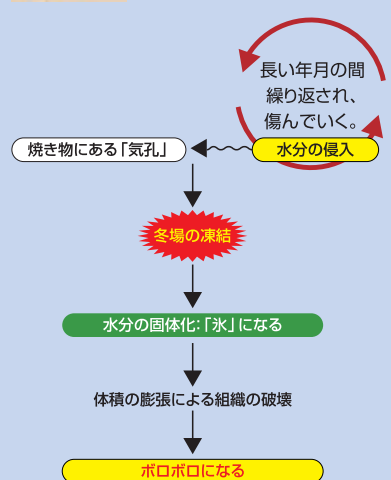 長い年月の間
繰り返され、
傷んでいく。
焼き物にある「気孔」
水分の侵入
冬場の凍結
水分の固体化:「氷」になる
体積の膨張による組織の破壊
ボロボロになる